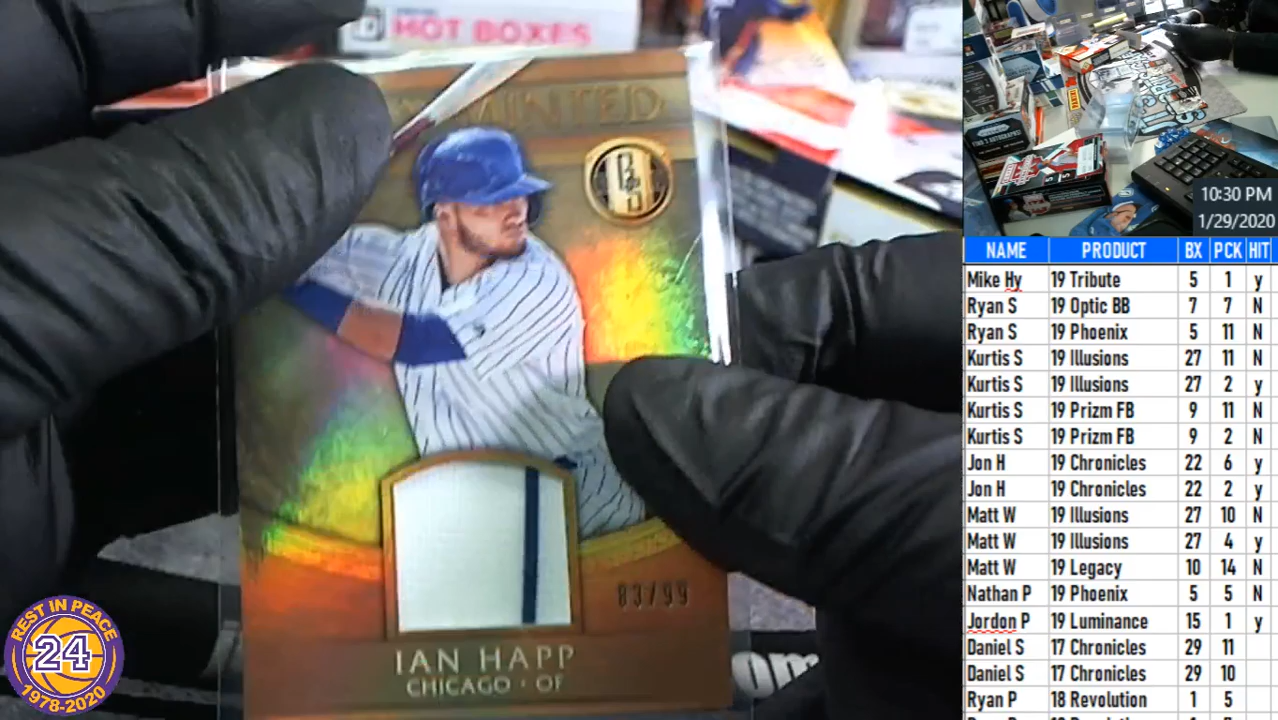 HOT BOXES
MINTED
IAN HAPP
CHICAGO · OF
83/99
REST IN PEACE
24
1978-2020
10:30 PM
1/29/2020
NAME PRODUCT BX PCK HIT
Mike Hy 19 Tribute 5 1 y
Ryan S 19 Optic BB 7 7 N
Ryan S 19 Phoenix 5 11 N
Kurtis S 19 Illusions 27 11 N
Kurtis S 19 Illusions 27 2 y
Kurtis S 19 Prizm FB 9 11 N
Kurtis S 19 Prizm FB 9 2 N
Jon H 19 Chronicles 22 6 y
Jon H 19 Chronicles 22 2 y
Matt W 19 Illusions 27 10 N
Matt W 19 Illusions 27 4 y
Matt W 19 Legacy 10 14 N
Nathan P 19 Phoenix 5 5 N
Jordon P 19 Luminance 15 1 y
Daniel S 17 Chronicles 29 11
Daniel S 17 Chronicles 29 10
Ryan P 18 Revolution 1 5